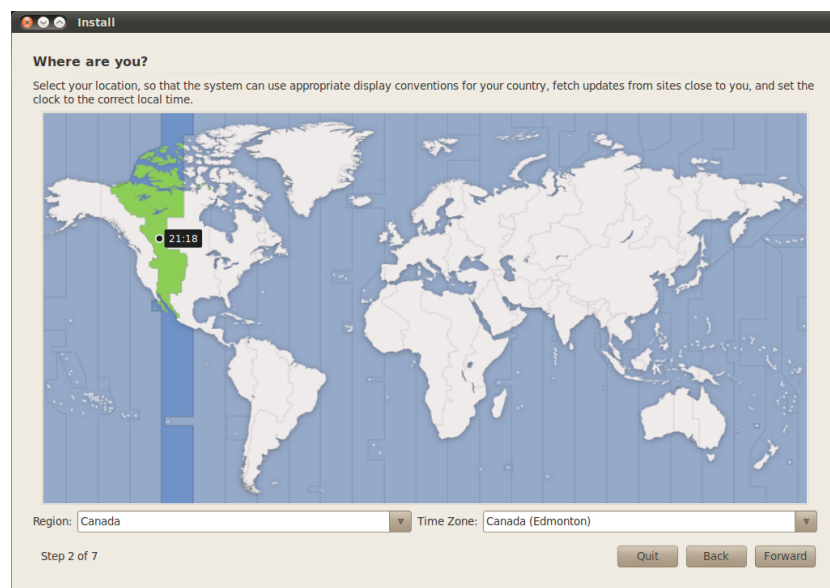 Install
Where are you?
Select your location, so that the system can use appropriate display conventions for your country, fetch updates from sites close to you, and set the
clock to the correct local time.
21:18
Region: Canada Time Zone: Canada (Edmonton)
Step 2 of 7 Quit Back Forward